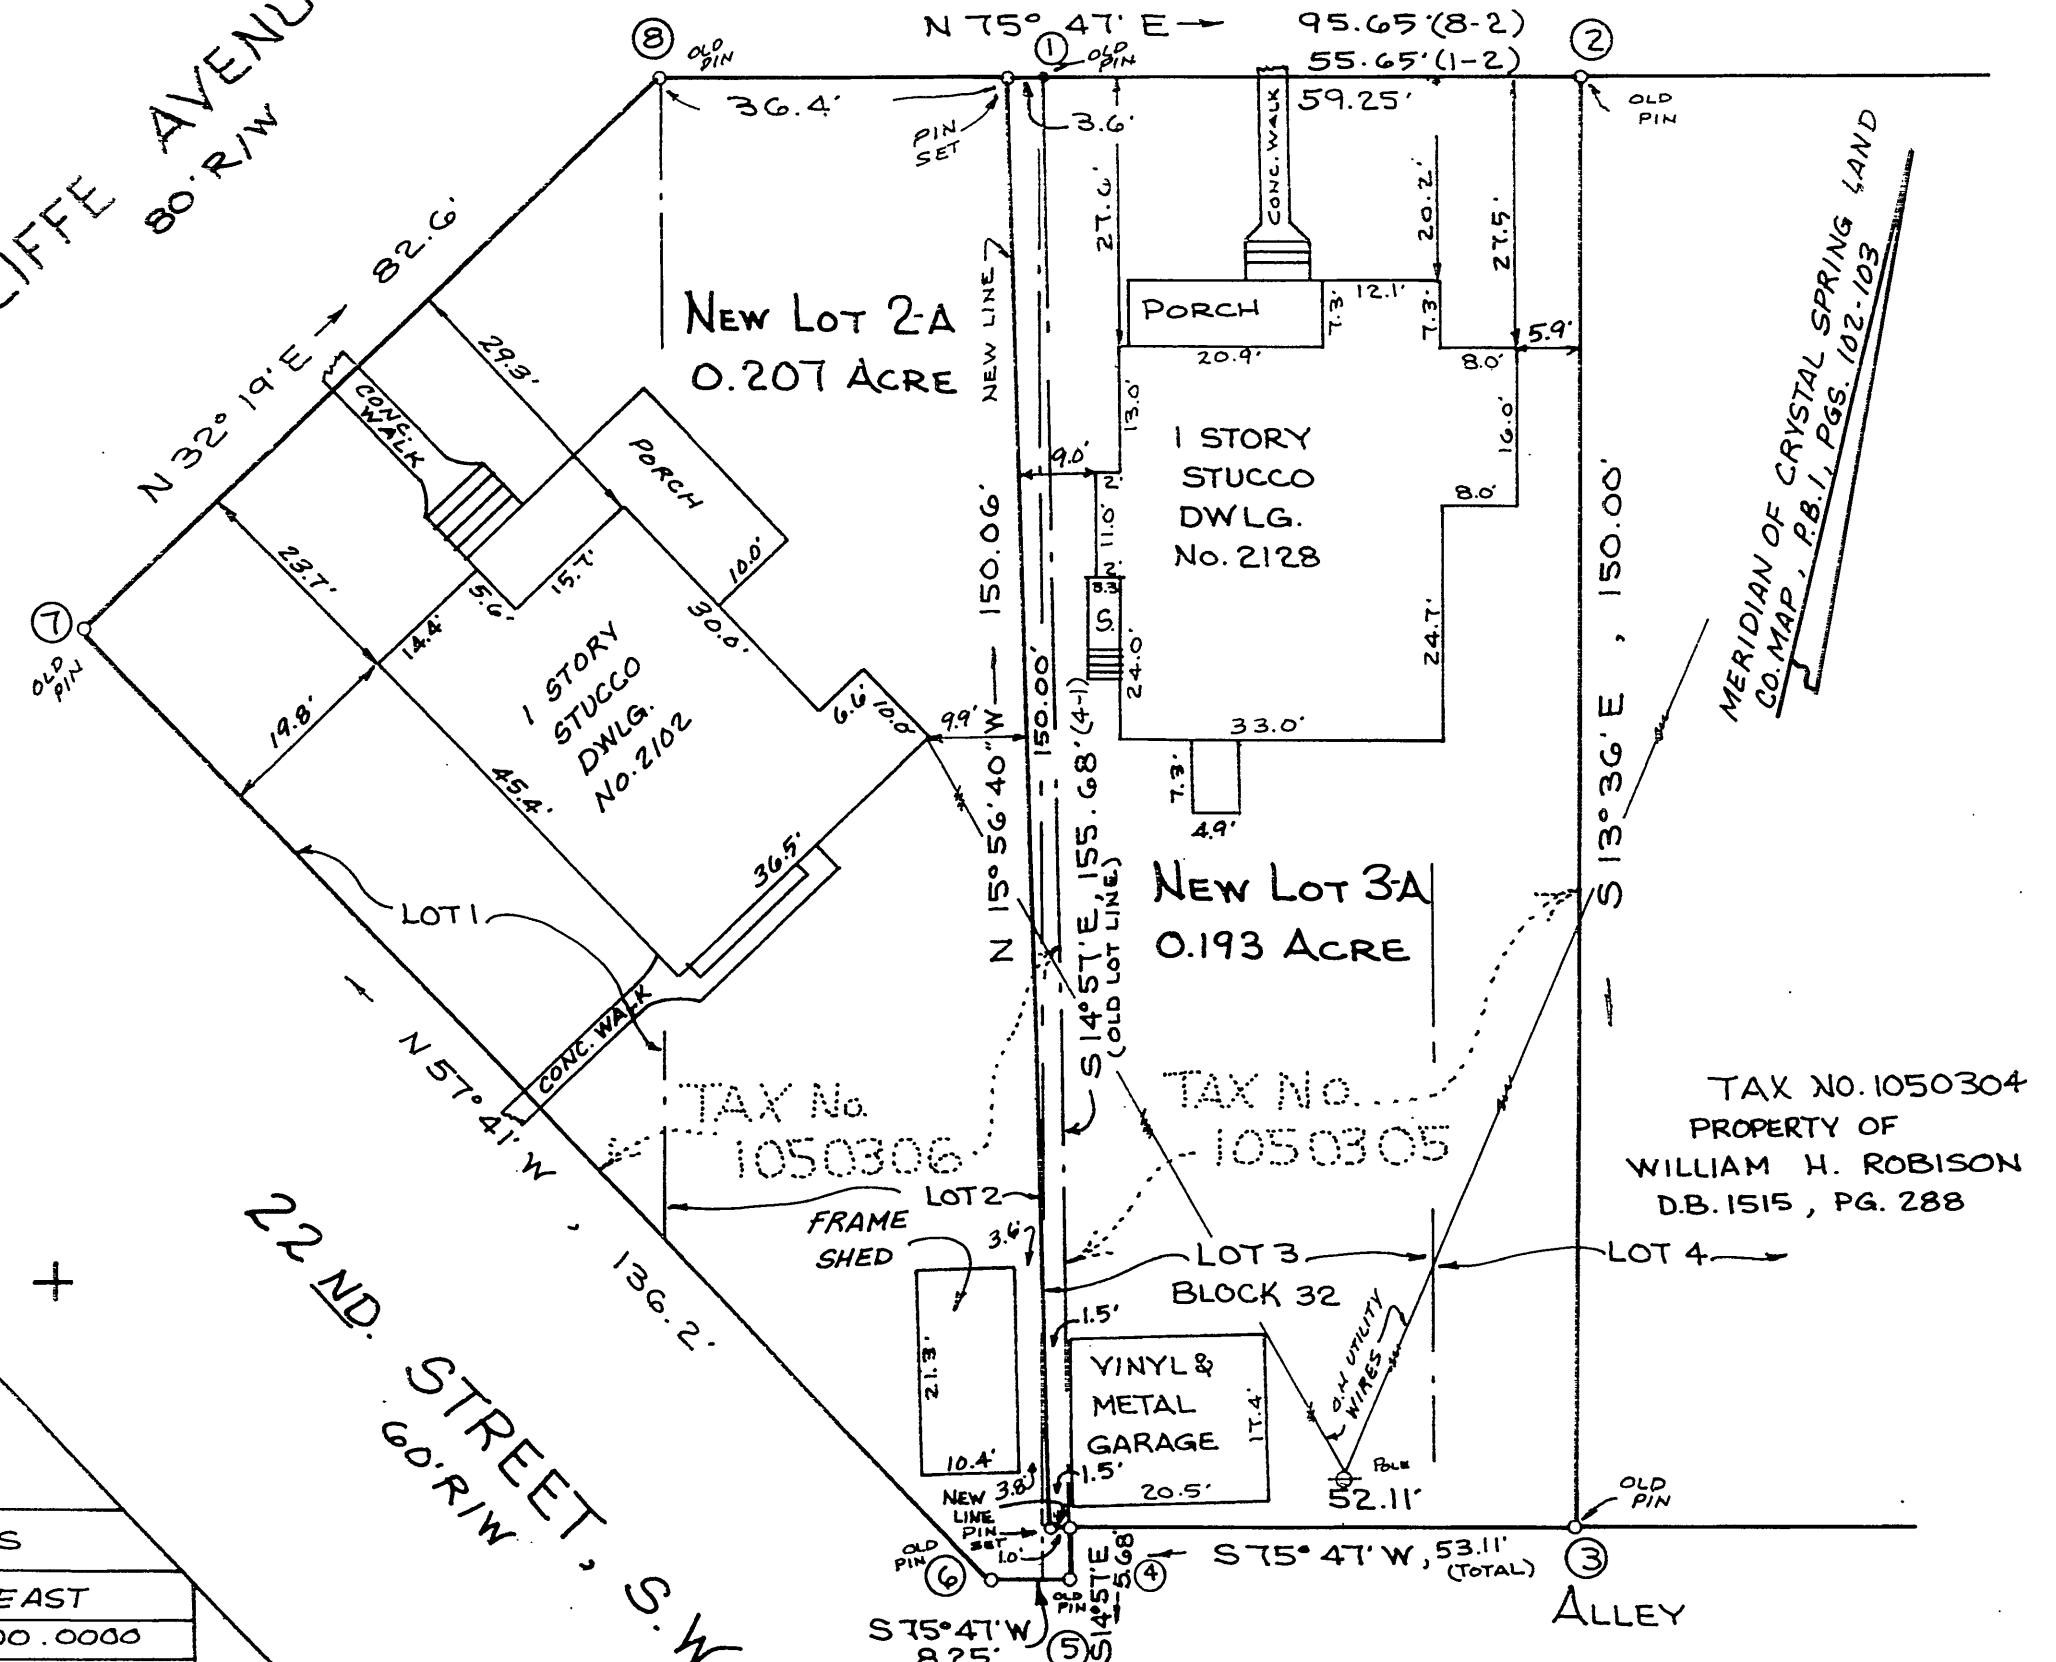 N 75° 47' E → 95.65' (8-2)
55.65' (1-2)
8
OLD PIN
1
OLD PIN
2
OLD PIN
36.4'
PIN SET
3.6'
59.25'
AVENU
80' R/W
LIFFE
N 32° 19' E → 82.6'
CONC. WALK
27.6'
20.2'
27.5'
NEW LINE
NEW LOT 2-A
0.207 ACRE
PORCH
20.9'
7.3'
12.1'
7.3'
8.0'
5.9'
13.0'
16.0'
1 STORY
STUCCO
DWLG.
No. 2128
9.0'
2'
11.0'
2'
3.3
S.
24.0'
8.0'
24.7'
33.0'
7.3'
4.9'
S 13° 36' E , 150.00'
MERIDIAN OF CRYSTAL SPRING LAND
CO. MAP , P.B. 1, PGS. 102-103
CONC. WALK
29.3'
PORCH
10.0'
23.7'
5.6'
15.7'
14.4'
30.0'
7
OLD PIN
19.8'
1 STORY
STUCCO
DWLG.
No. 2102
6.6'
10.0'
9.9'
45.4'
36.5'
N 15° 56' 40" W — 150.06'
150.00'
S 14° 57' E, 155.68' (4-1)
(OLD LOT LINE)
LOT 1
CONC. WALK
N 57° 41' W , 136.2'
NEW LOT 3-A
0.193 ACRE
TAX No.
1050306
TAX No.
1050305
TAX NO. 1050304
PROPERTY OF
WILLIAM H. ROBISON
D.B. 1515 , PG. 288
LOT 2
FRAME
SHED
3.6'
LOT 3
BLOCK 32
LOT 4
22 ND. STREET, S.W
60' R/W
1.5'
21.3'
10.4'
3.8'
VINYL &
METAL
GARAGE
17.4'
20.5'
1.5'
O.H UTILITY
WIRES
POLE
52.11'
OLD PIN
NEW
LINE
PIN
SET
1.0'
OLD PIN
6
OLD PIN
S 14° 57' E
5.68'
4
← S 75° 47' W, 53.11'
(TOTAL)
3
ALLEY
S 75° 47' W
8.25'
5
S
EAST
00.0000